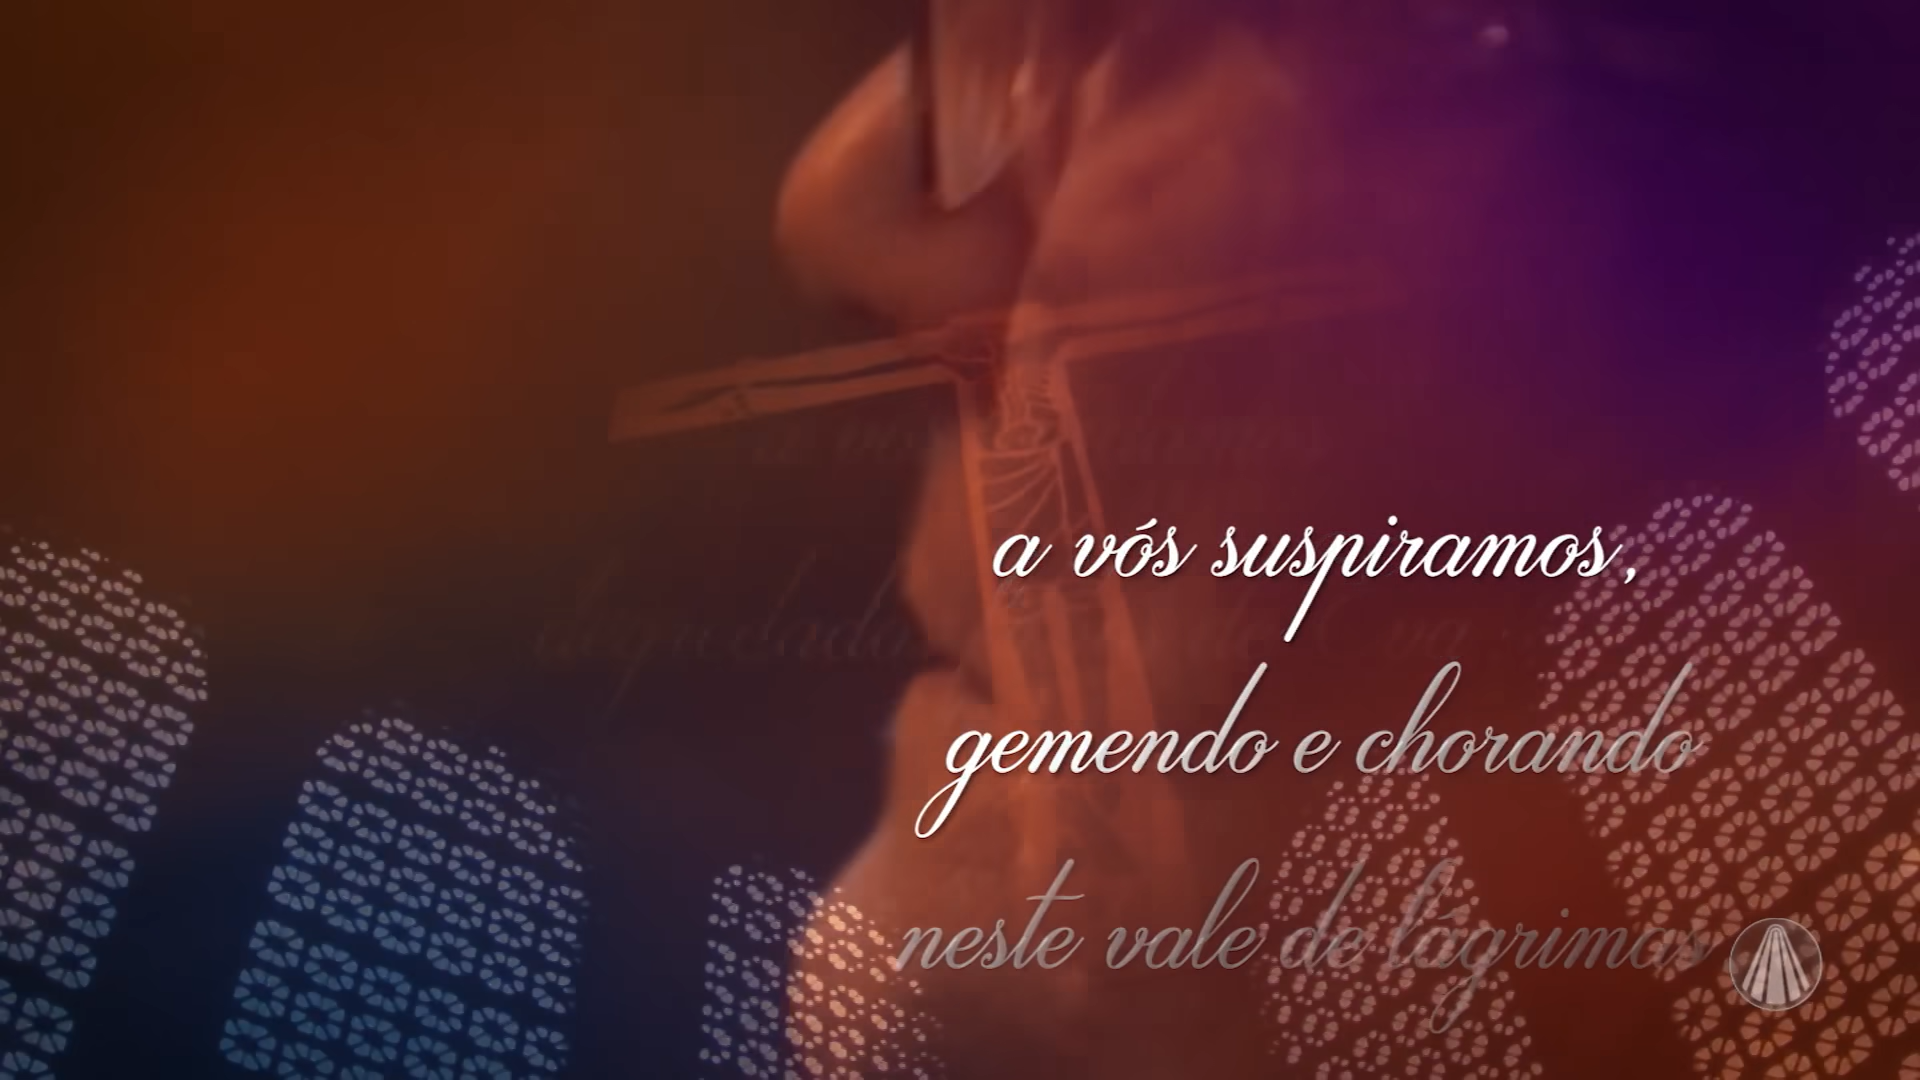 a vós suspiramos,
gemendo e chorando
neste vale de lágrimas